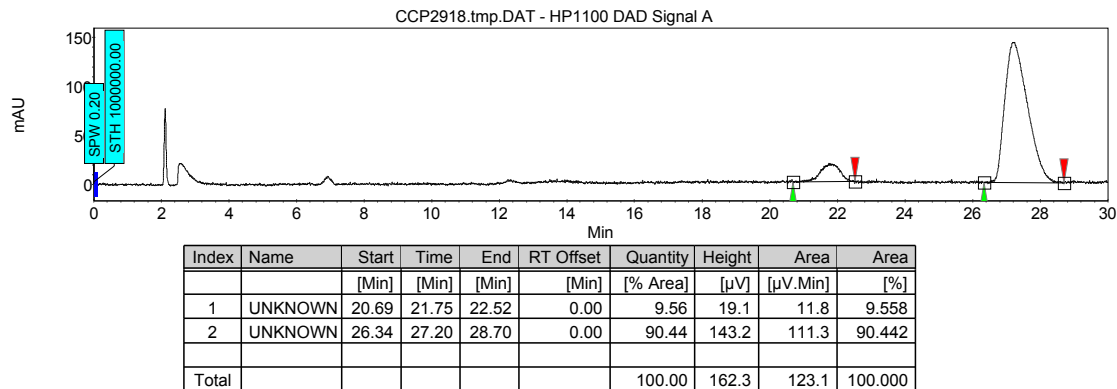 CCP2918.tmp.DAT - HP1100 DAD Signal A
mAU
150
100
50
0
SPW 0.20
STH 1000000.00
0 2 4 6 8 10 12 14 16 18 20 22 24 26 28 30
Min
Index Name Start Time End RT Offset Quantity Height Area Area
[Min] [Min] [Min] [Min] [% Area] [µV] [µV.Min] [%]
1 UNKNOWN 20.69 21.75 22.52 0.00 9.56 19.1 11.8 9.558
2 UNKNOWN 26.34 27.20 28.70 0.00 90.44 143.2 111.3 90.442
Total 100.00 162.3 123.1 100.000